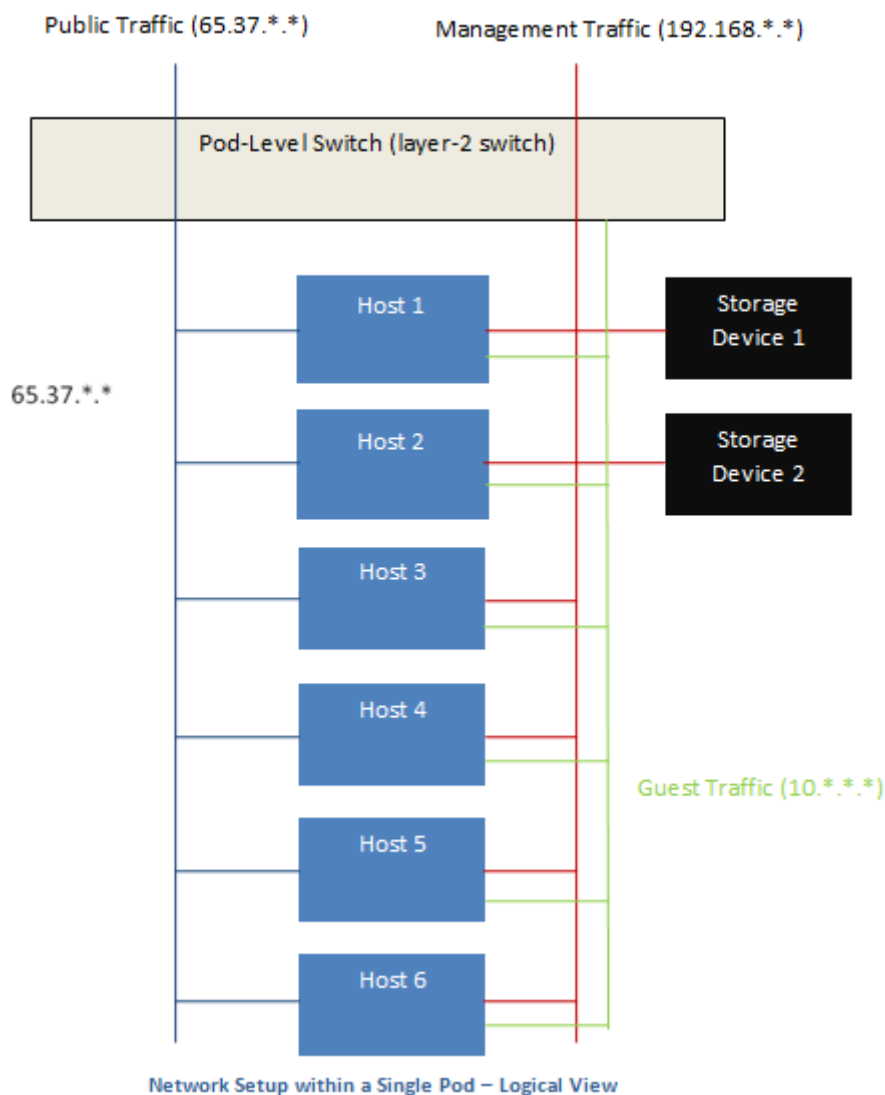 Public Traffic (65.37.*.*)
Management Traffic (192.168.*.*)
Pod-Level Switch (layer-2 switch)
Host 1
Storage
Device 1
65.37.*.*
Host 2
Storage
Device 2
Host 3
Host 4
Guest Traffic (10.*.*.*)
Host 5
Host 6
Network Setup within a Single Pod – Logical View